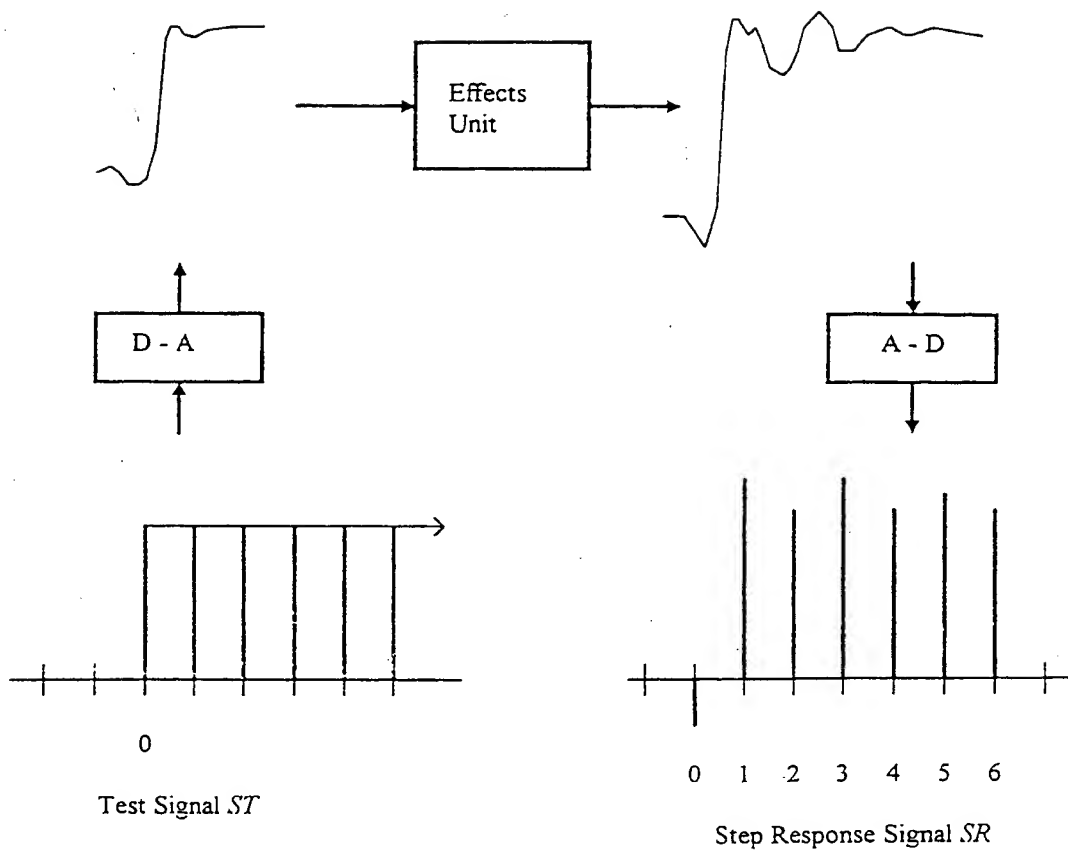 Effects
Unit
D - A
A - D
0
Test Signal ST
0 1 2 3 4 5 6
Step Response Signal SR